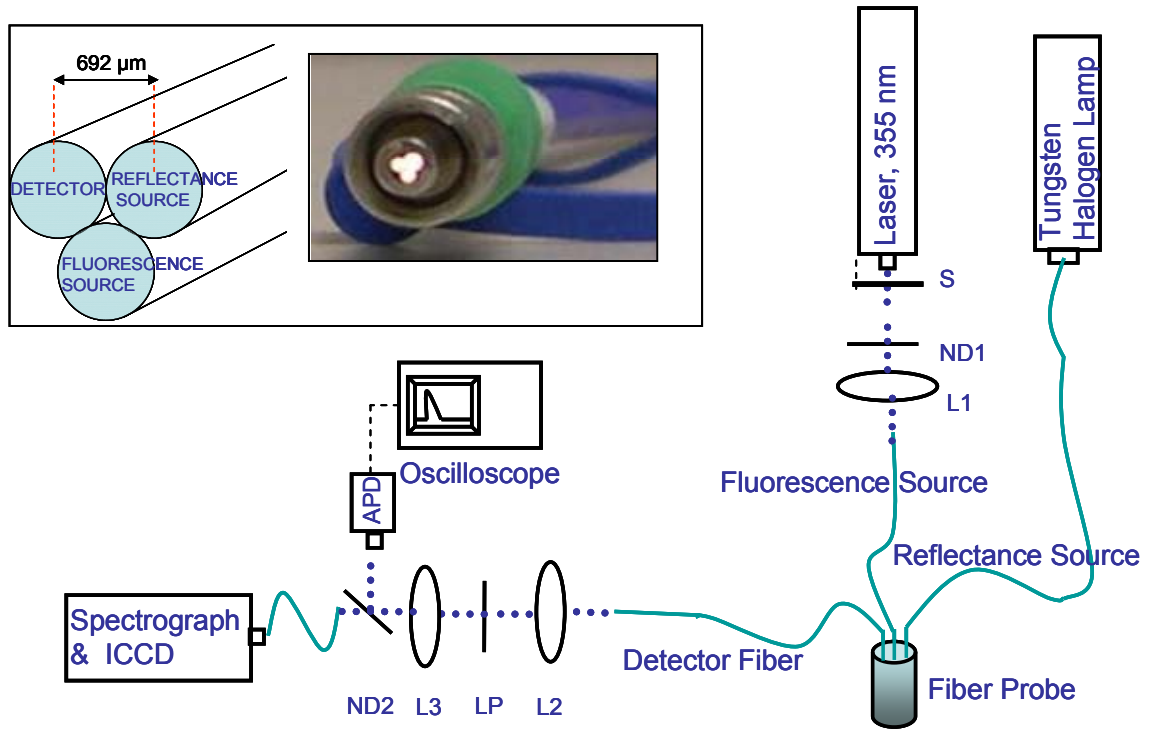 692 µm
DETECTOR
REFLECTANCE
SOURCE
FLUORESCENCE
SOURCE
Laser, 355 nm
Tungsten
Halogen Lamp
S
ND1
L1
Oscilloscope
APD
Fluorescence Source
Reflectance Source
Spectrograph
& ICCD
Detector Fiber
Fiber Probe
ND2
L3
LP
L2